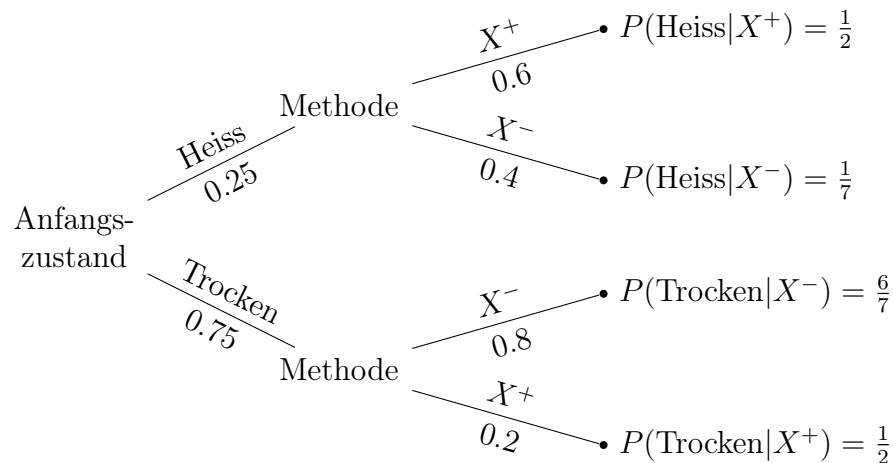 X⁺
0.6
P(Heiss|X⁺) = 1/2
Methode
X⁻
0.4
P(Heiss|X⁻) = 1/7
Heiss
0.25
Anfangs-
zustand
Trocken
0.75
X⁻
0.8
P(Trocken|X⁻) = 6/7
Methode
X⁺
0.2
P(Trocken|X⁺) = 1/2